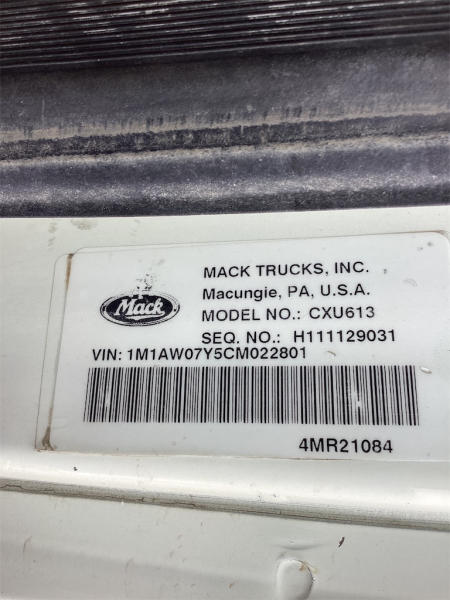 Mack
MACK TRUCKS, INC.
Macungie, PA, U.S.A.
MODEL NO.: CXU613
SEQ. NO.: H111129031
VIN: 1M1AW07Y5CM022801
4MR21084